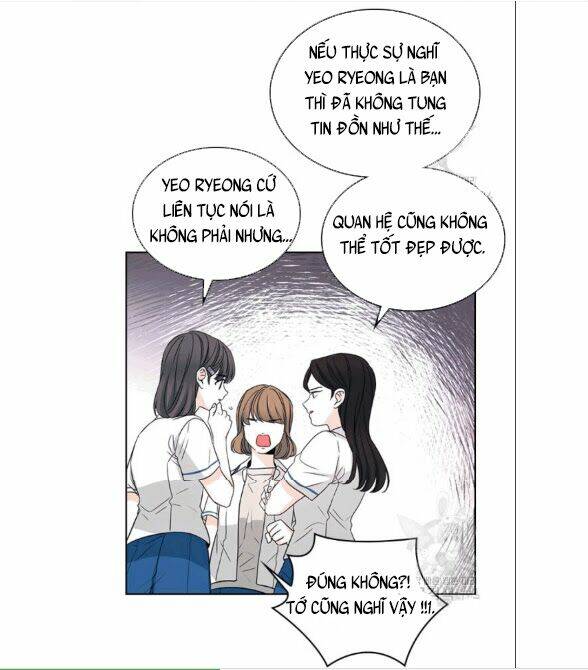 NẾU THỰC SỰ NGHĨ
YEO RYEONG LÀ BẠN
THÌ ĐÃ KHÔNG TUNG
TIN ĐỒN NHƯ THẾ...
YEO RYEONG CỨ
LIÊN TỤC NÓI LÀ
KHÔNG PHẢI NHƯNG...
QUAN HỆ CŨNG KHÔNG
THỂ TỐT ĐẸP ĐƯỢC.
ĐÚNG KHÔNG?!
TỚ CŨNG NGHĨ VẬY !!1.